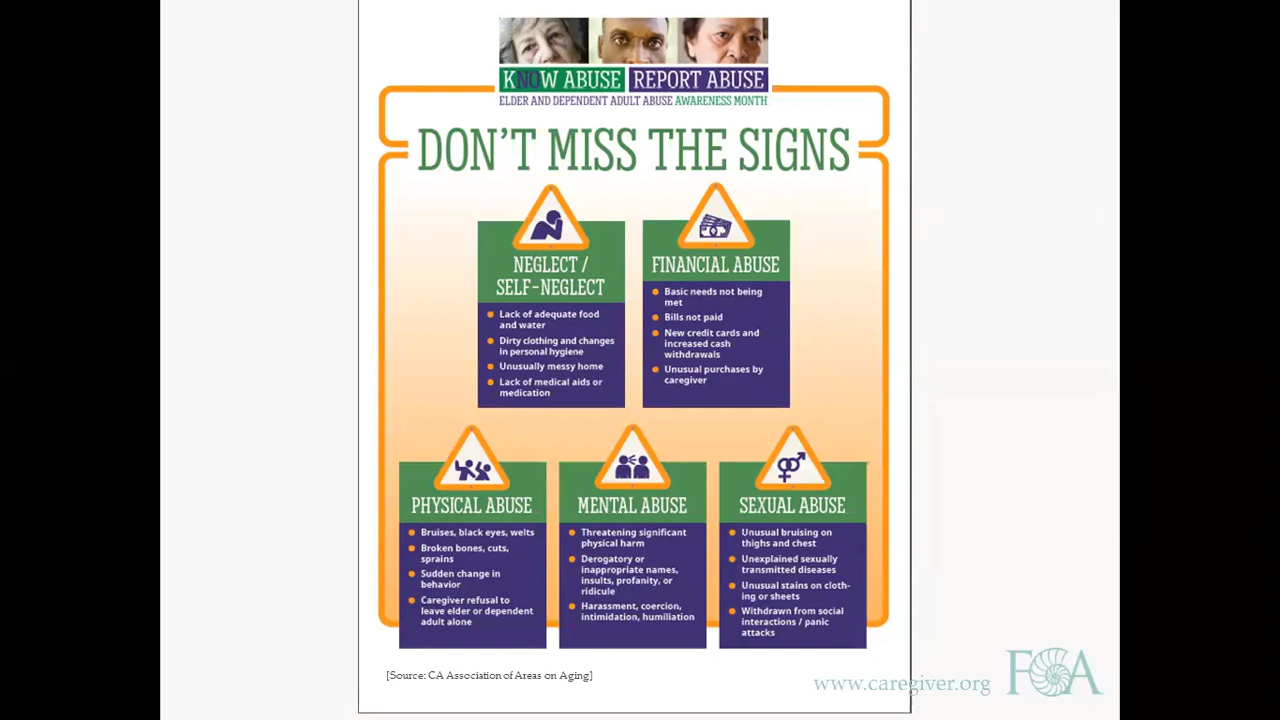 KNOW ABUSE REPORT ABUSE
ELDER AND DEPENDENT ADULT ABUSE AWARENESS MONTH
DON'T MISS THE SIGNS
NEGLECT /
SELF-NEGLECT
Lack of adequate food
and water
Dirty clothing and changes
in personal hygiene
Unusually messy home
Lack of medical aids or
medication
FINANCIAL ABUSE
Basic needs not being
met
Bills not paid
New credit cards and
increased cash
withdrawals
Unusual purchases by
caregiver
PHYSICAL ABUSE
Bruises, black eyes, welts
Broken bones, cuts,
sprains
Sudden change in
behavior
Caregiver refusal to
leave elder or dependent
adult alone
MENTAL ABUSE
Threatening significant
physical harm
Derogatory or
inappropriate names,
insults, profanity, or
ridicule
Harassment, coercion,
intimidation, humiliation
SEXUAL ABUSE
Unusual bruising on
thighs and chest
Unexplained sexually
transmitted diseases
Unusual stains on cloth-
ing or sheets
Withdrawn from social
interactions / panic
attacks
[Source: CA Association of Areas on Aging]
www.caregiver.org
FCA